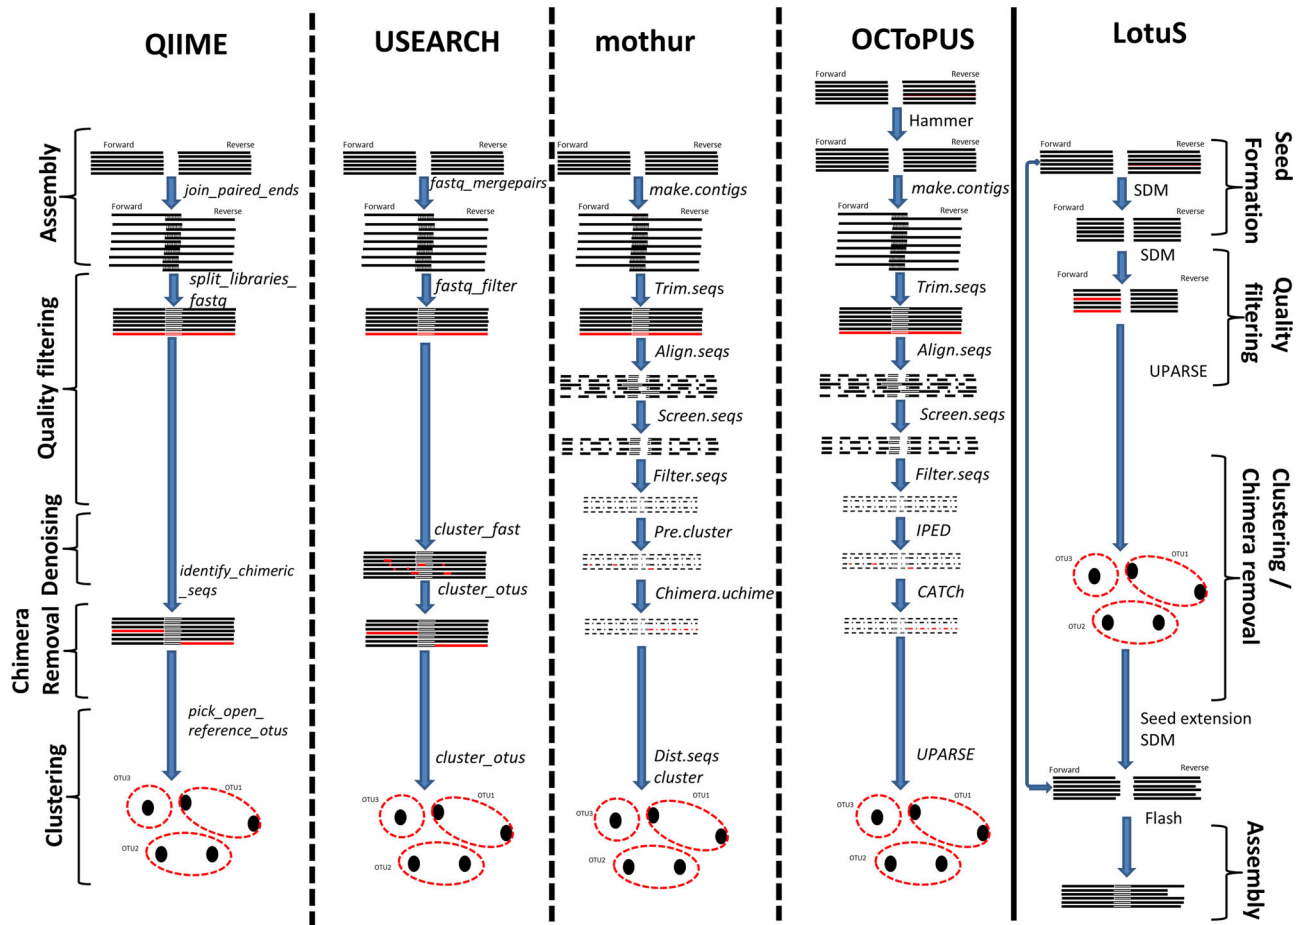 QIIME
USEARCH
mothur
OCToPUS
LotuS
Assembly
Quality filtering
Denoising
Chimera
Removal
Clustering
Forward
Reverse
join_paired_ends
Forward
Reverse
split_libraries_
fastq
identify_chimeric
_seqs
pick_open_
reference_otus
OTU3
OTU1
OTU2
Forward
Reverse
fastq_mergepairs
Forward
Reverse
fastq_filter
cluster_fast
cluster_otus
cluster_otus
OTU3
OTU1
OTU2
Forward
Reverse
make.contigs
Forward
Reverse
Trim.seqs
Align.seqs
Screen.seqs
Filter.seqs
Pre.cluster
Chimera.uchime
Dist.seqs
cluster
OTU3
OTU1
OTU2
Forward
Reverse
Hammer
Forward
Reverse
make.contigs
Forward
Reverse
Trim.seqs
Align.seqs
Screen.seqs
Filter.seqs
IPED
CATCh
UPARSE
OTU3
OTU1
OTU2
Forward
Reverse
SDM
SDM
Forward
Reverse
UPARSE
OTU3
OTU1
OTU2
Seed extension
SDM
Forward
Reverse
Flash
Seed
Formation
Quality
filtering
Clustering /
Chimera removal
Assembly